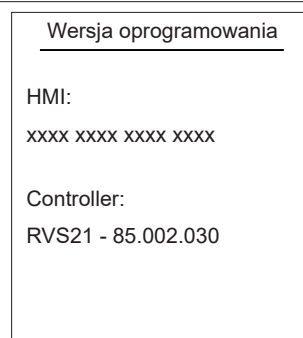 Wersja oprogramowania
HMI:
xxxx xxxx xxxx xxxx
Controller:
RVS21 - 85.002.030